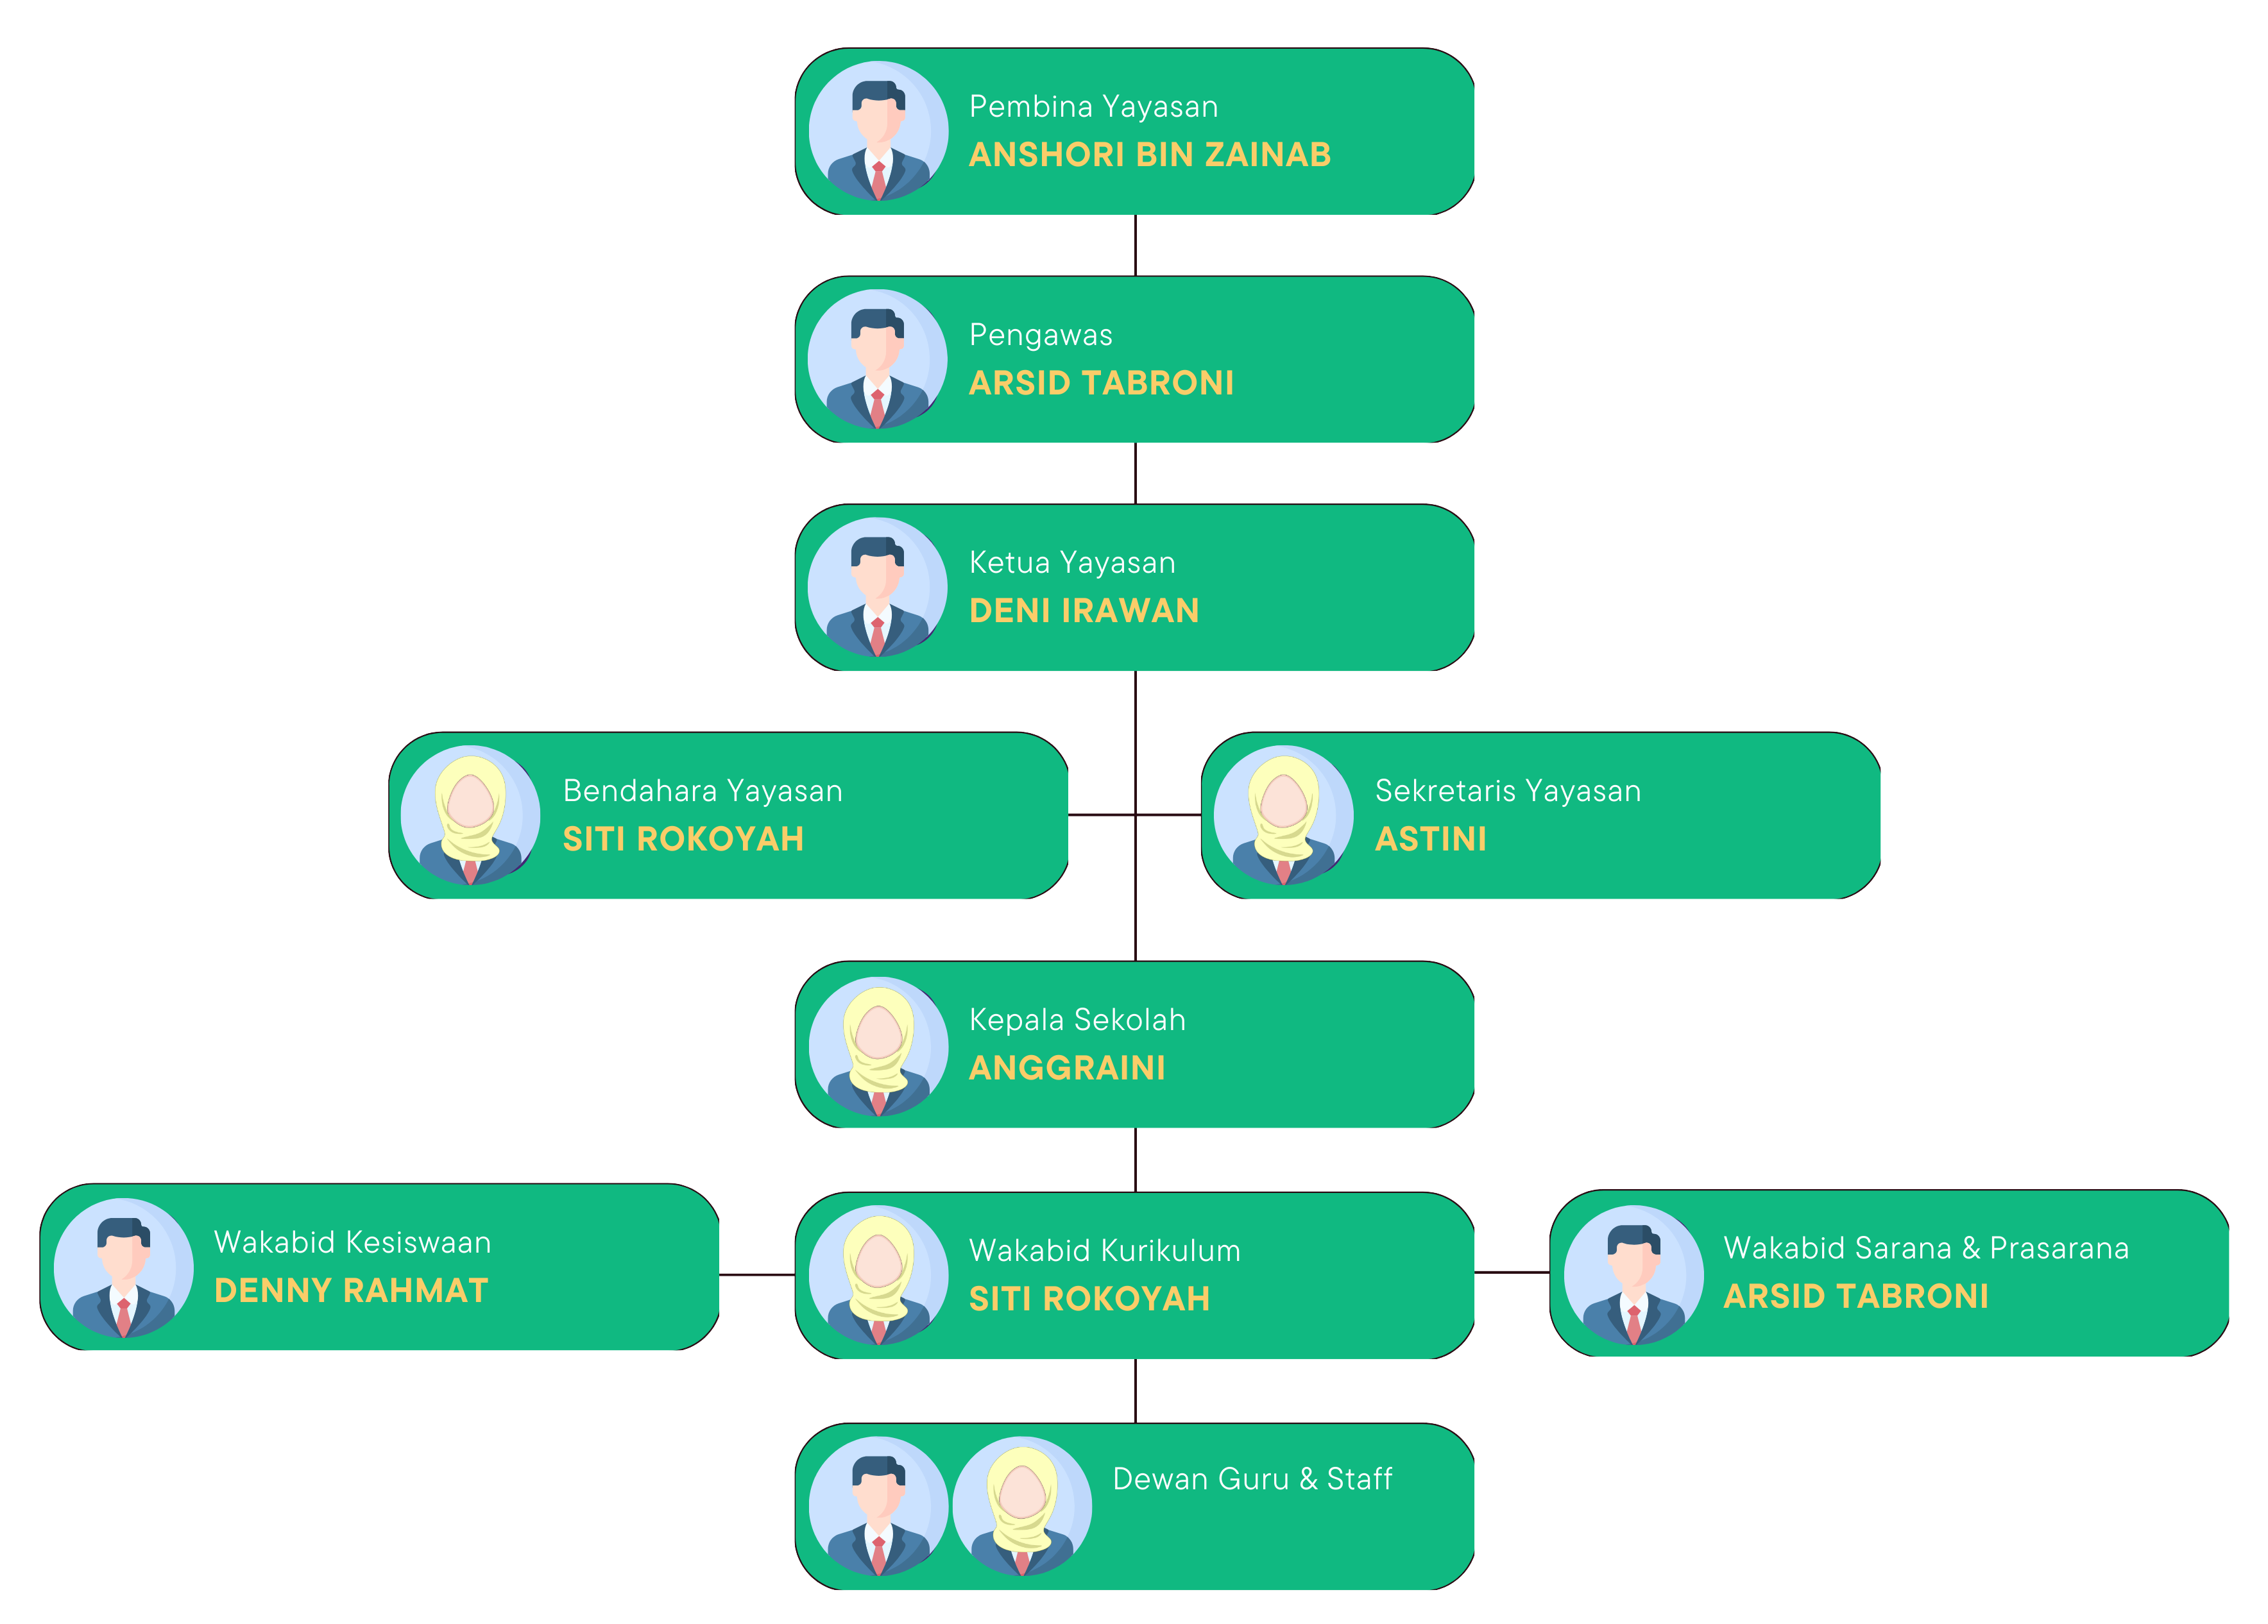 Pembina Yayasan
ANSHORI BIN ZAINAB
Pengawas
ARSID TABRONI
Ketua Yayasan
DENI IRAWAN
Bendahara Yayasan
SITI ROKOYAH
Sekretaris Yayasan
ASTINI
Kepala Sekolah
ANGGRAINI
Wakabid Kesiswaan
DENNY RAHMAT
Wakabid Kurikulum
SITI ROKOYAH
Wakabid Sarana & Prasarana
ARSID TABRONI
Dewan Guru & Staff